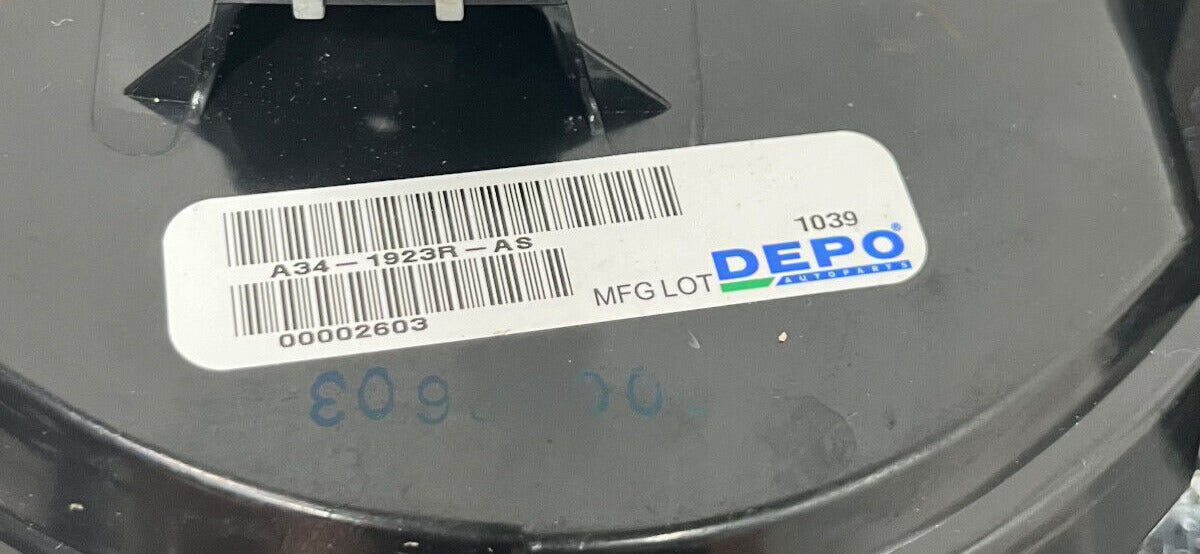 A34-1923R-AS
00002603
MFG LOT
1039
DEPO®
AUTOPARTS